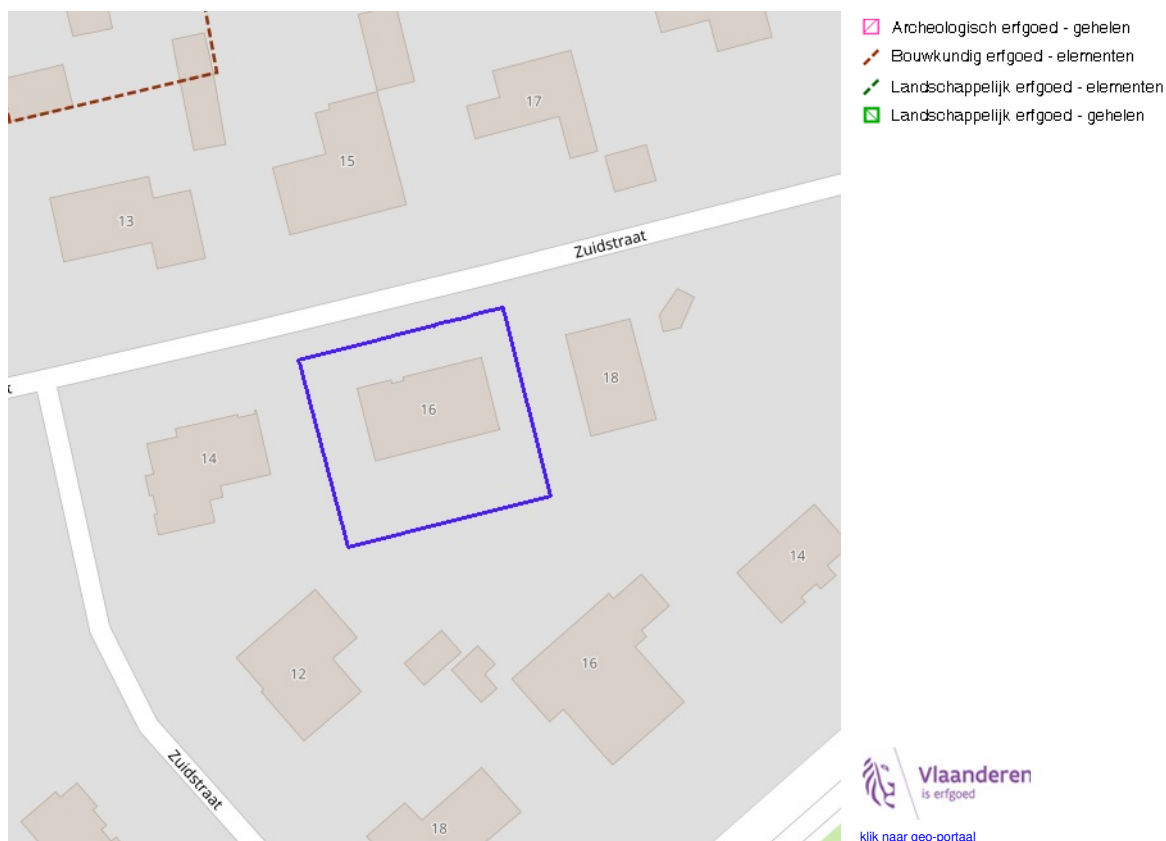 Archeologisch erfgoed - gehelen
Bouwkundig erfgoed - elementen
Landschappelijk erfgoed - elementen
Landschappelijk erfgoed - gehelen
17
15
13
Zuidstraat
18
16
14
14
16
12
Zuidstraat
18
Vlaanderen
is erfgoed
klik naar geo-portaal